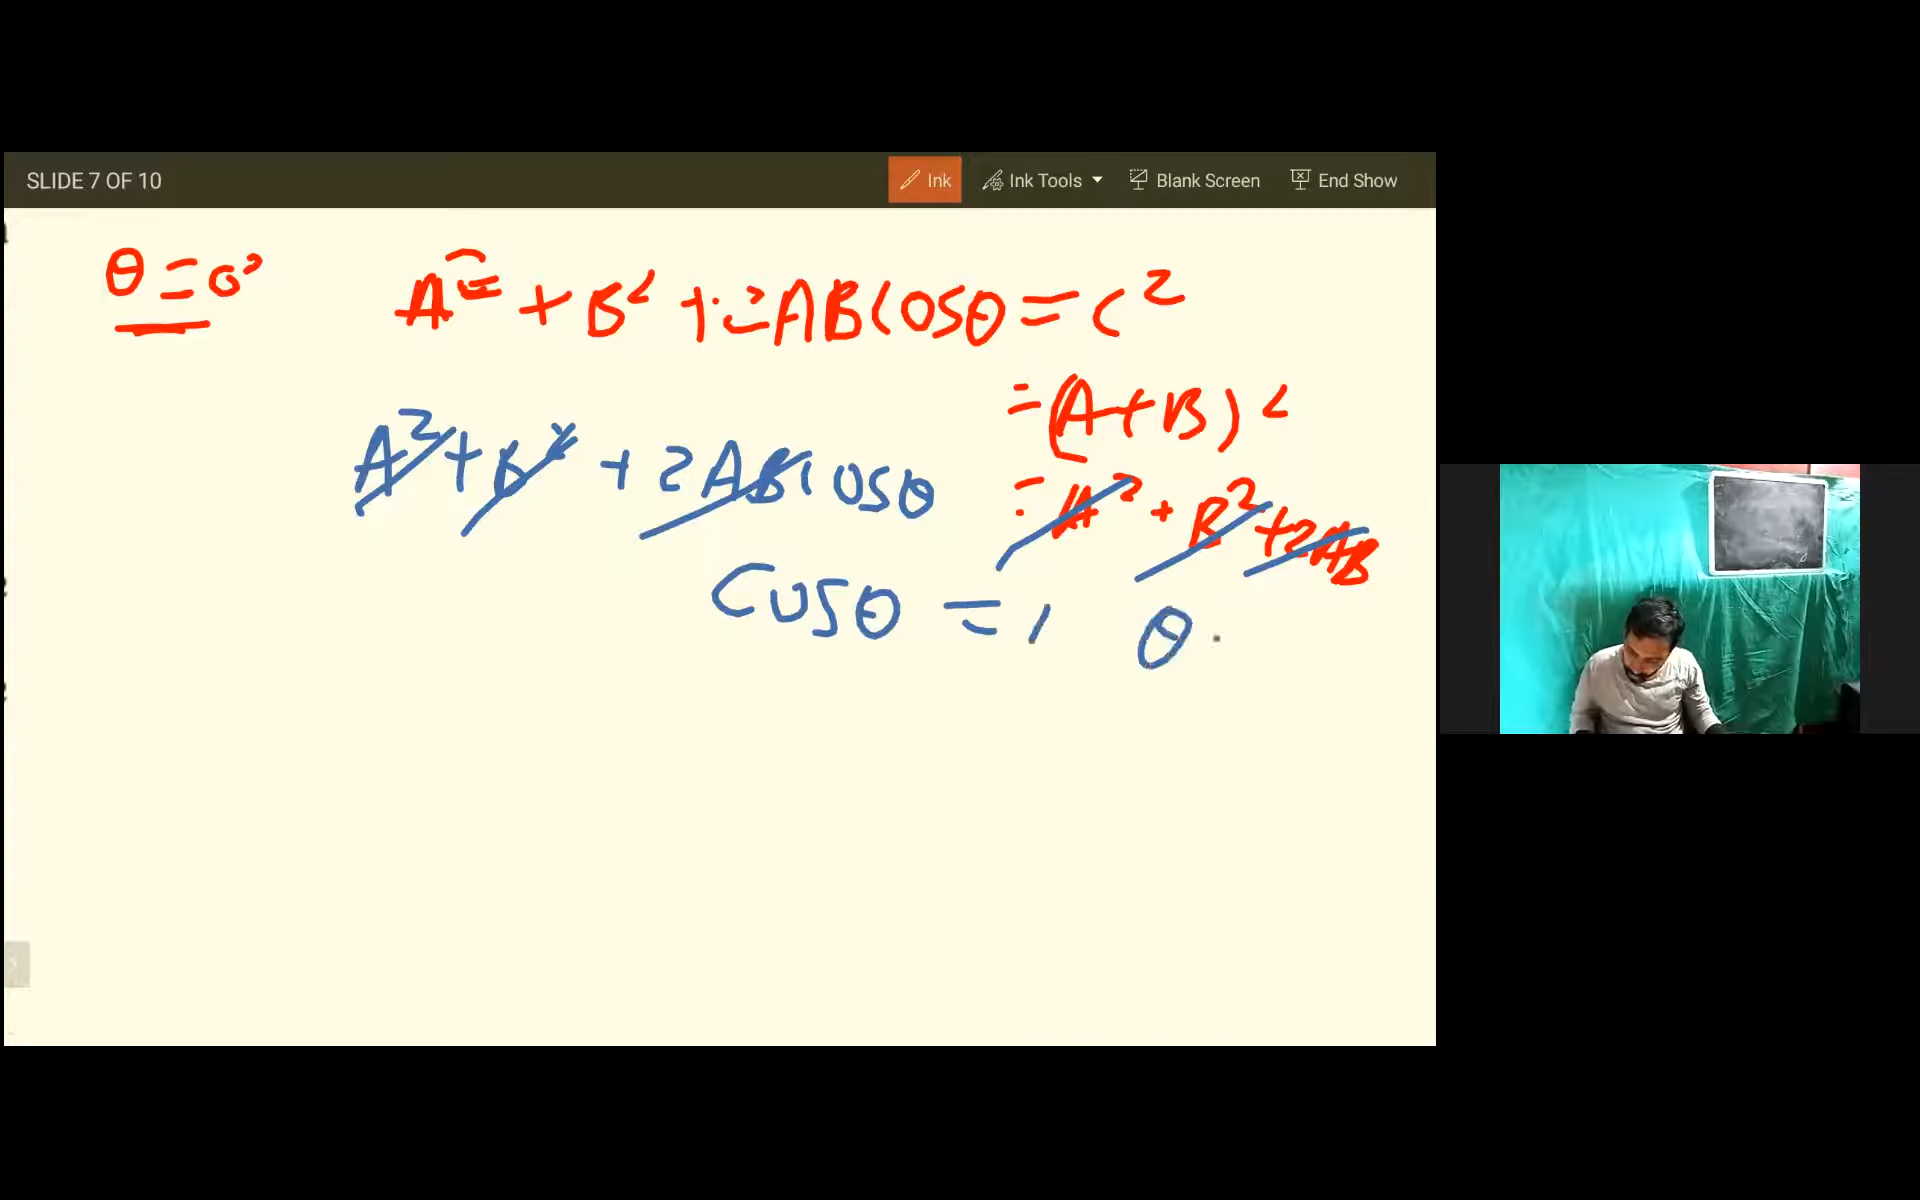 SLIDE 7 OF 10 Ink Ink Tools Blank Screen End Show
θ = 0° A² + B² + 2ABCosθ = C²
= (A+B)²
A² + B² + 2ABCosθ = A² + B² + 2AB
Cosθ = 1 θ